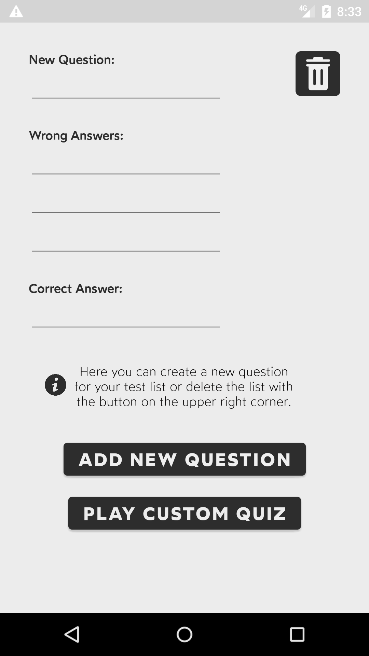 4G 8:33
New Question:
Wrong Answers:
Correct Answer:
Here you can create a new question
for your test list or delete the list with
the button on the upper right corner.
ADD NEW QUESTION
PLAY CUSTOM QUIZ